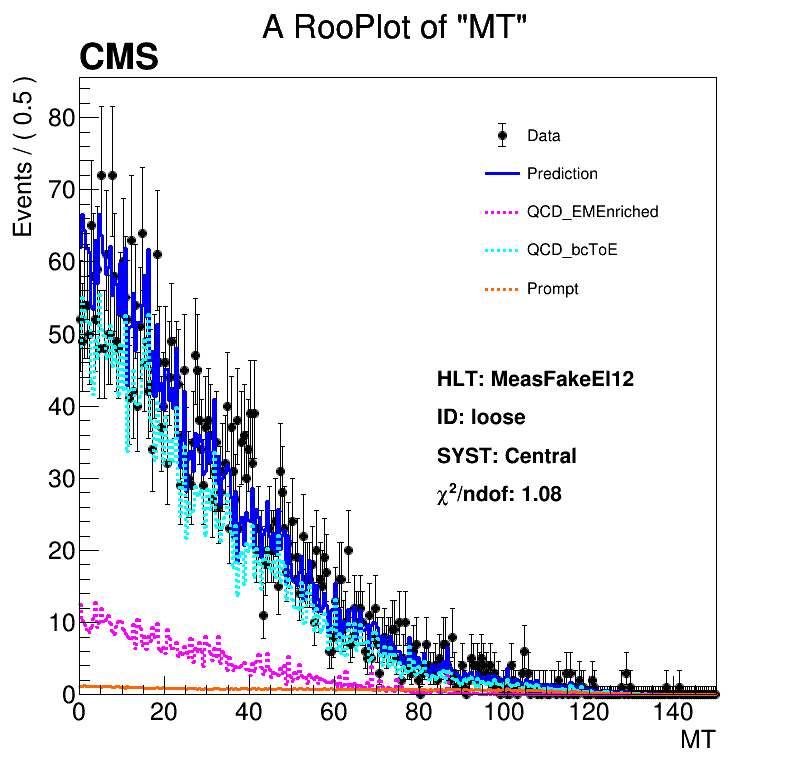 A RooPlot of "MT"
CMS
Events / ( 0.5 )
80
70
60
50
40
30
20
10
0
Data
Prediction
QCD_EMEnriched
QCD_bcToE
Prompt
HLT: MeasFakeEl12
ID: loose
SYST: Central
χ²/ndof: 1.08
0 20 40 60 80 100 120 140
MT